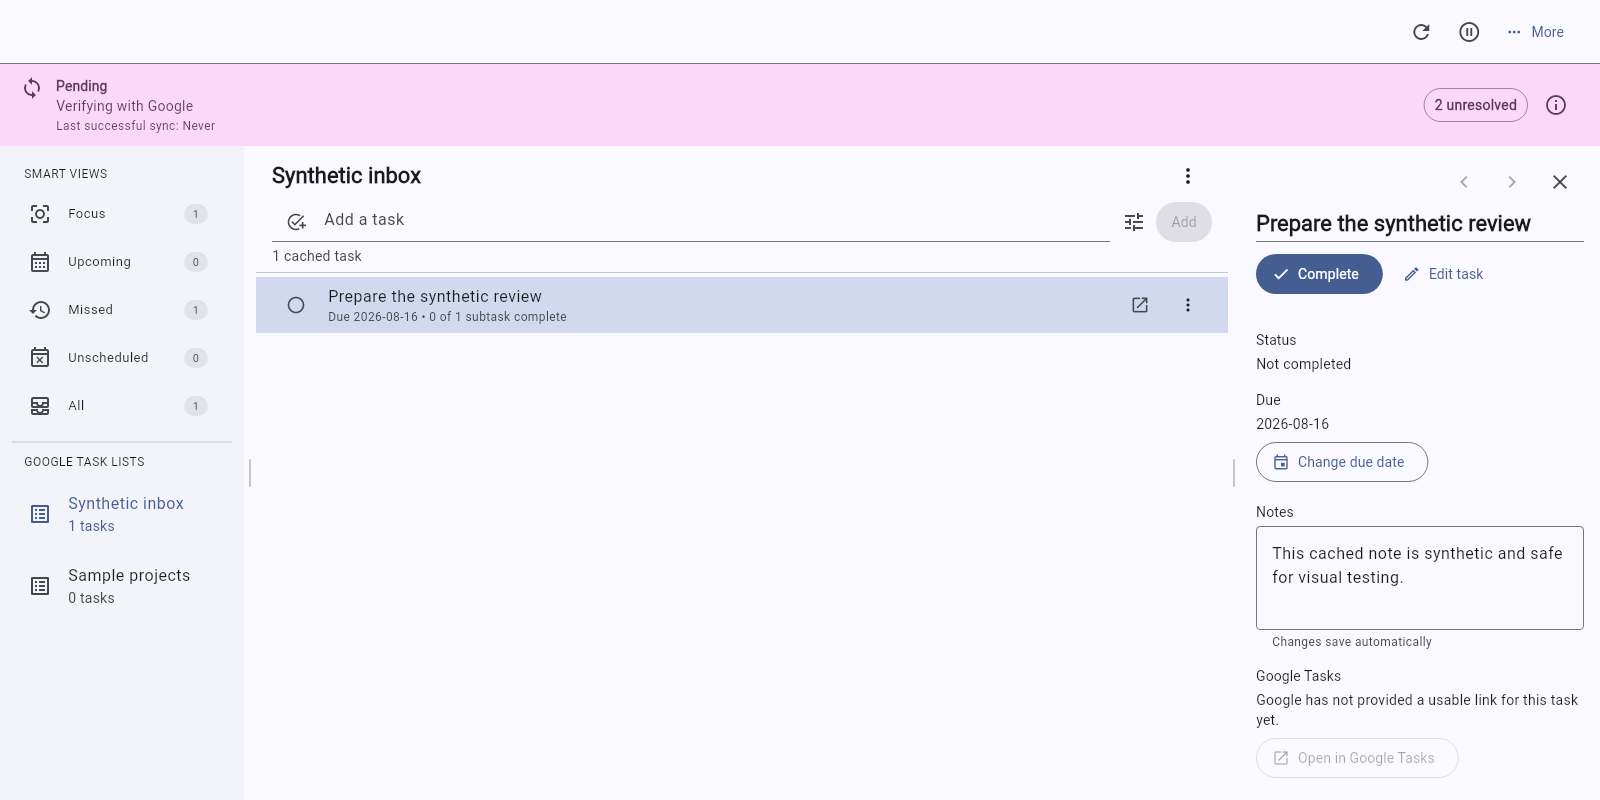 More
Pending
Verifying with Google
Last successful sync: Never
2 unresolved
SMART VIEWS
Focus 1
Upcoming 0
Missed 1
Unscheduled 0
All 1
GOOGLE TASK LISTS
Synthetic inbox
1 tasks
Sample projects
0 tasks
Synthetic inbox
Add a task
Add
1 cached task
Prepare the synthetic review
Due 2026-08-16 • 0 of 1 subtask complete
Prepare the synthetic review
Complete
Edit task
Status
Not completed
Due
2026-08-16
Change due date
Notes
This cached note is synthetic and safe
for visual testing.
Changes save automatically
Google Tasks
Google has not provided a usable link for this task
yet.
Open in Google Tasks